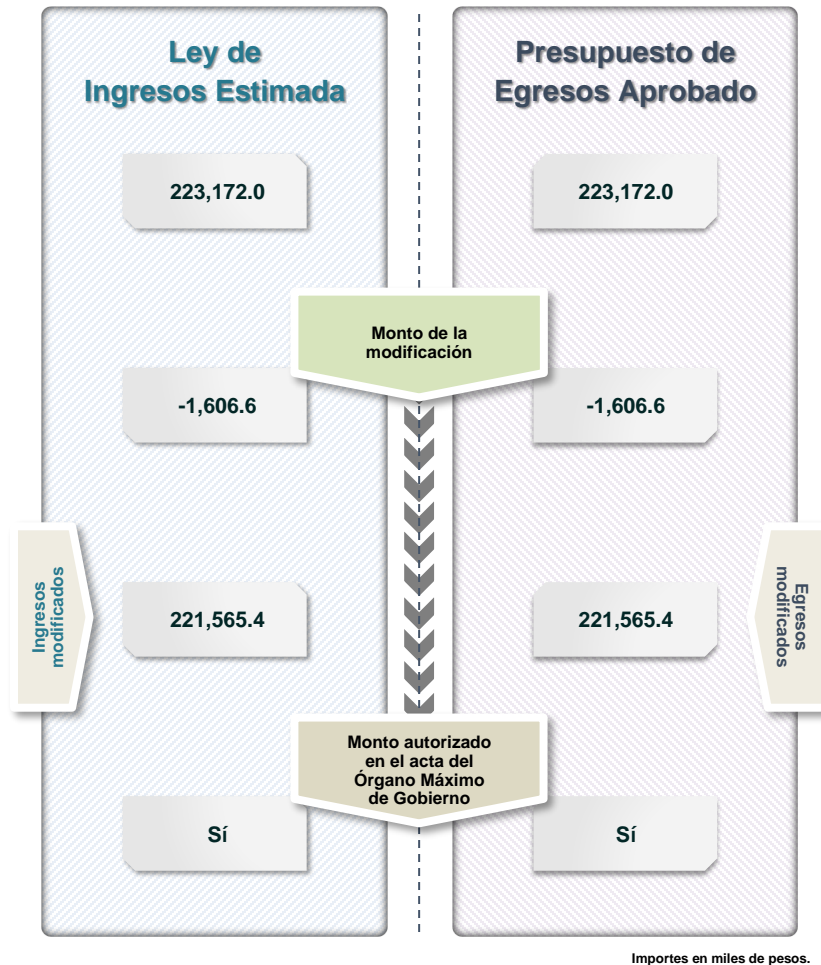 Ley de
Ingresos Estimada
Presupuesto de
Egresos Aprobado
223,172.0
223,172.0
Monto de la
modificación
-1,606.6
-1,606.6
Ingresos
modificados
221,565.4
221,565.4
Egresos
modificados
Monto autorizado
en el acta del
Órgano Máximo
de Gobierno
Sí
Sí
Importes en miles de pesos.